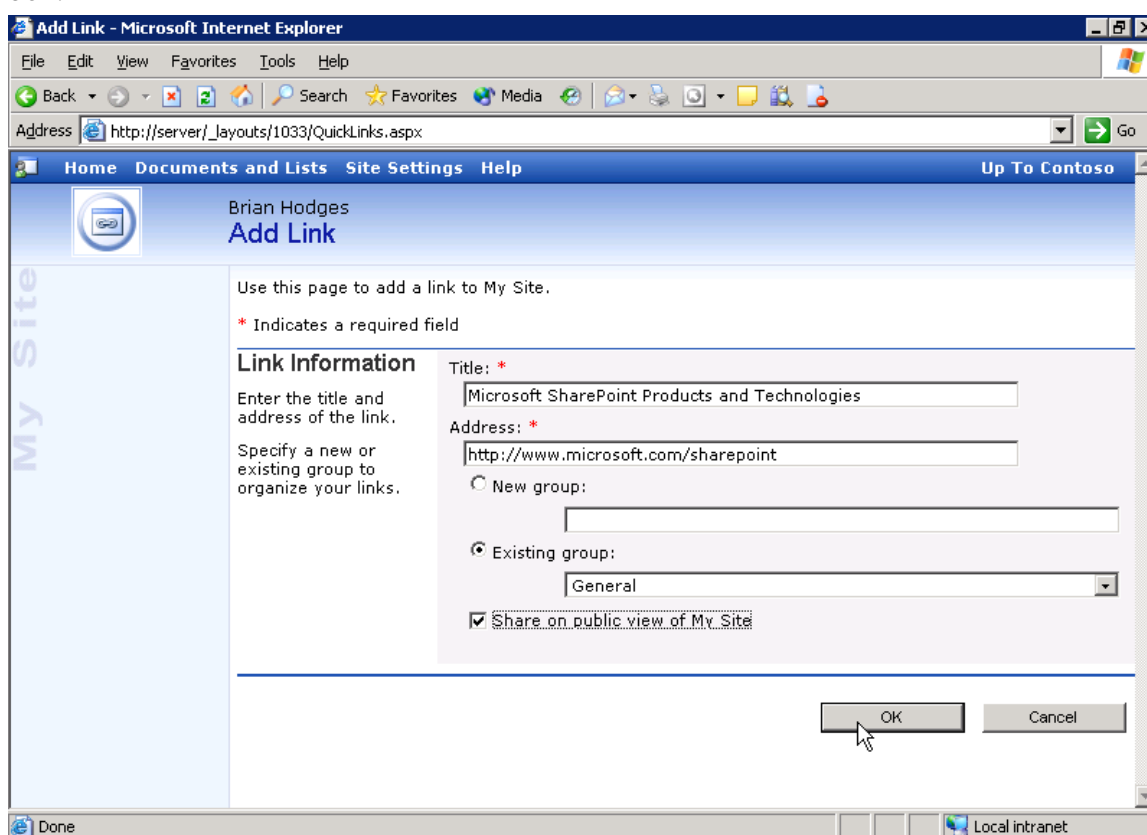 Add Link - Microsoft Internet Explorer
File Edit View Favorites Tools Help
Back Search Favorites Media
Address http://server/_layouts/1033/QuickLinks.aspx Go
Home Documents and Lists Site Settings Help Up To Contoso
Brian Hodges
Add Link
My Site
Use this page to add a link to My Site.
* Indicates a required field
Link Information
Enter the title and
address of the link.
Specify a new or
existing group to
organize your links.
Title: *
Microsoft SharePoint Products and Technologies
Address: *
http://www.microsoft.com/sharepoint
New group:
Existing group:
General
Share on public view of My Site
OK Cancel
Done Local intranet